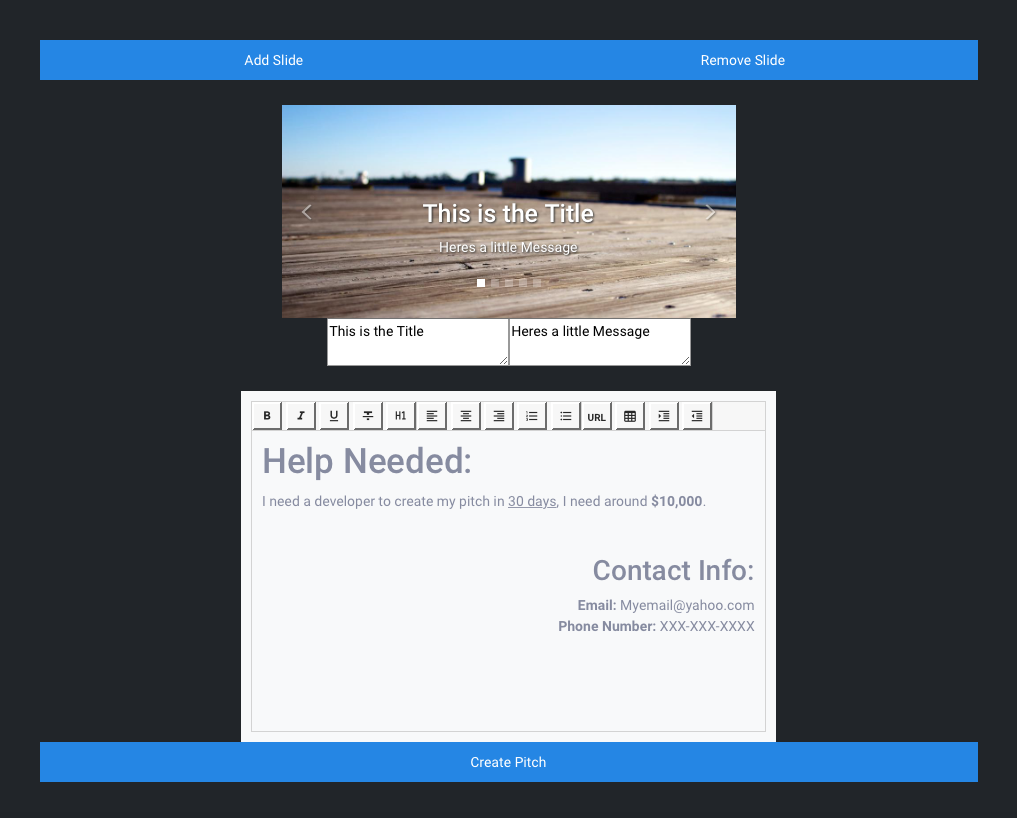 Add Slide Remove Slide
This is the Title
Heres a little Message
This is the Title Heres a little Message
B I U T H1 URL
Help Needed:
I need a developer to create my pitch in 30 days, I need around $10,000.
Contact Info:
Email: Myemail@yahoo.com
Phone Number: XXX-XXX-XXXX
Create Pitch